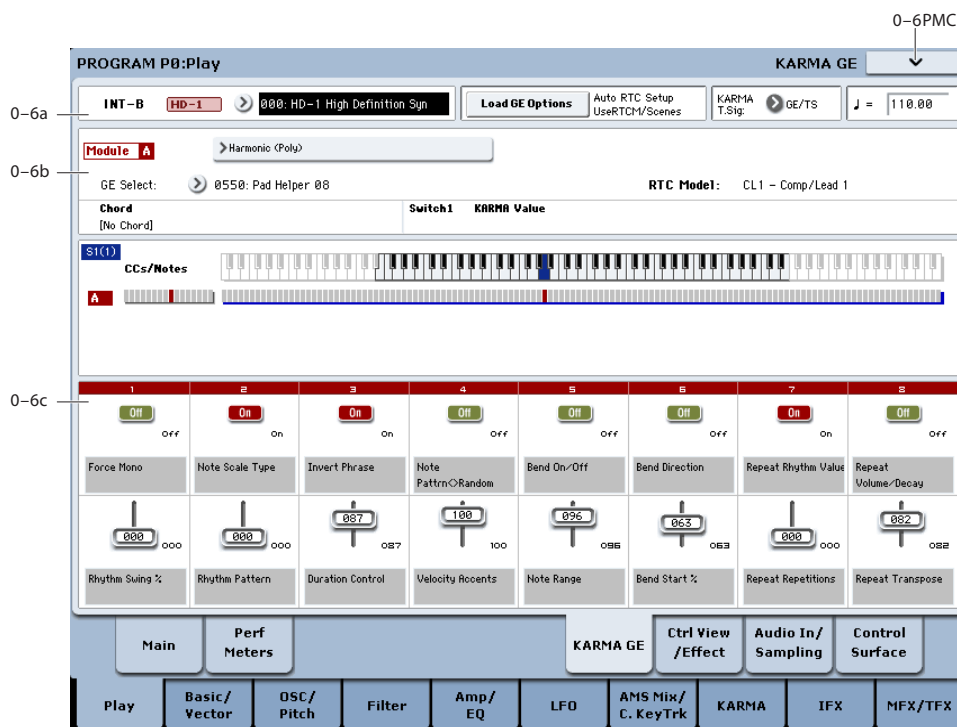 0–6PMC
PROGRAM P0:Play
KARMA GE
0–6a
INT-B HD-1 000: HD-1 High Definition Syn
Load GE Options
Auto RTC Setup
UseRTCM/Scenes
KARMA
T.Sig:
GE/TS
♩ = 110.00
0–6b
Module A
Harmonic (Poly)
GE Select: 0550: Pad Helper 08
RTC Model: CL1 - Comp/Lead 1
Chord
[No Chord]
Switch1 KARMA Value
S1(1)
CCs/Notes
A
0–6c
1 2 3 4 5 6 7 8
Off On On Off Off Off On Off
Off On On Off Off Off On Off
Force Mono
Note Scale Type
Invert Phrase
Note
Pattrn<>Random
Bend On/Off
Bend Direction
Repeat Rhythm Value
Repeat
Volume/Decay
000 000 087 100 096 063 000 082
000 000 087 100 096 063 000 082
Rhythm Swing %
Rhythm Pattern
Duration Control
Velocity Accents
Note Range
Bend Start %
Repeat Repetitions
Repeat Transpose
Main
Perf
Meters
KARMA GE
Ctrl View
/Effect
Audio In/
Sampling
Control
Surface
Play
Basic/
Vector
OSC/
Pitch
Filter
Amp/
EQ
LFO
AMS Mix/
C. KeyTrk
KARMA
IFX
MFX/TFX